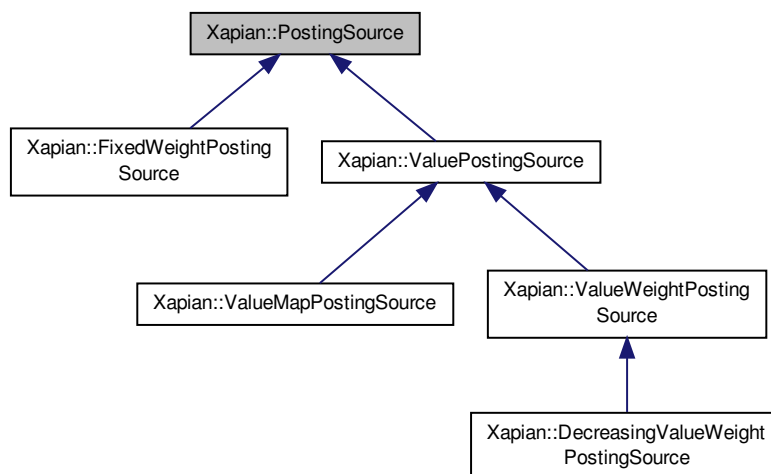 Xapian::PostingSource
Xapian::FixedWeightPosting
Source
Xapian::ValuePostingSource
Xapian::ValueMapPostingSource
Xapian::ValueWeightPosting
Source
Xapian::DecreasingValueWeight
PostingSource